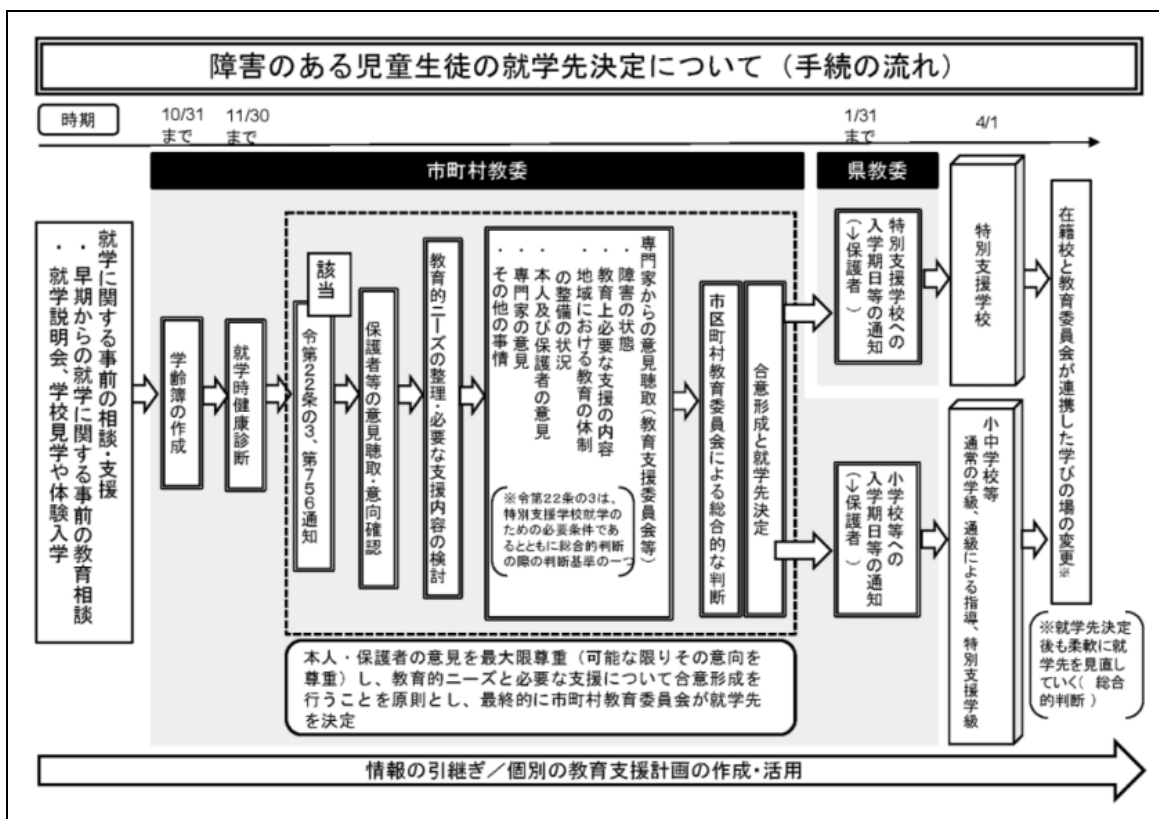 障害のある児童生徒の就学先決定について（手続の流れ）
時期
10/31
まで
11/30
まで
1/31
まで
4/1
市町村教委
県教委
就学に関する事前の相談・支援
・早期からの就学に関する事前の教育相談
・就学説明会、学校見学や体験入学
学齢簿の作成
就学時健康診断
該当
令第22条の3、第756通知
保護者等の意見聴取・意向確認
教育的ニーズの整理・必要な支援内容の検討
専門家からの意見聴取（教育支援委員会等）
・障害の状態
・教育上必要な支援の内容
・地域における教育の体制
の整備の状況
・本人及び保護者の意見
・専門家の意見
・その他の事情
※令第22条の3は、
特別支援学校就学の
ための必要条件であ
るとともに総合的判断
の際の判断基準の一つ
市区町村教育委員会による総合的な判断
合意形成と就学先決定
特別支援学校への
入学期日等の通知
（→保護者）
小学校等への
入学期日等の通知
（→保護者）
特別支援学校
小中学校等
通常の学級、通級による指導、特別支援学級
在籍校と教育委員会が連携した学びの場の変更※
※就学先決定
後も柔軟に就
学先を見直し
ていく（ 総合
的判断 ）
本人・保護者の意見を最大限尊重（可能な限りその意向を
尊重）し、教育的ニーズと必要な支援について合意形成を
行うことを原則とし、最終的に市町村教育委員会が就学先
を決定
情報の引継ぎ／個別の教育支援計画の作成・活用